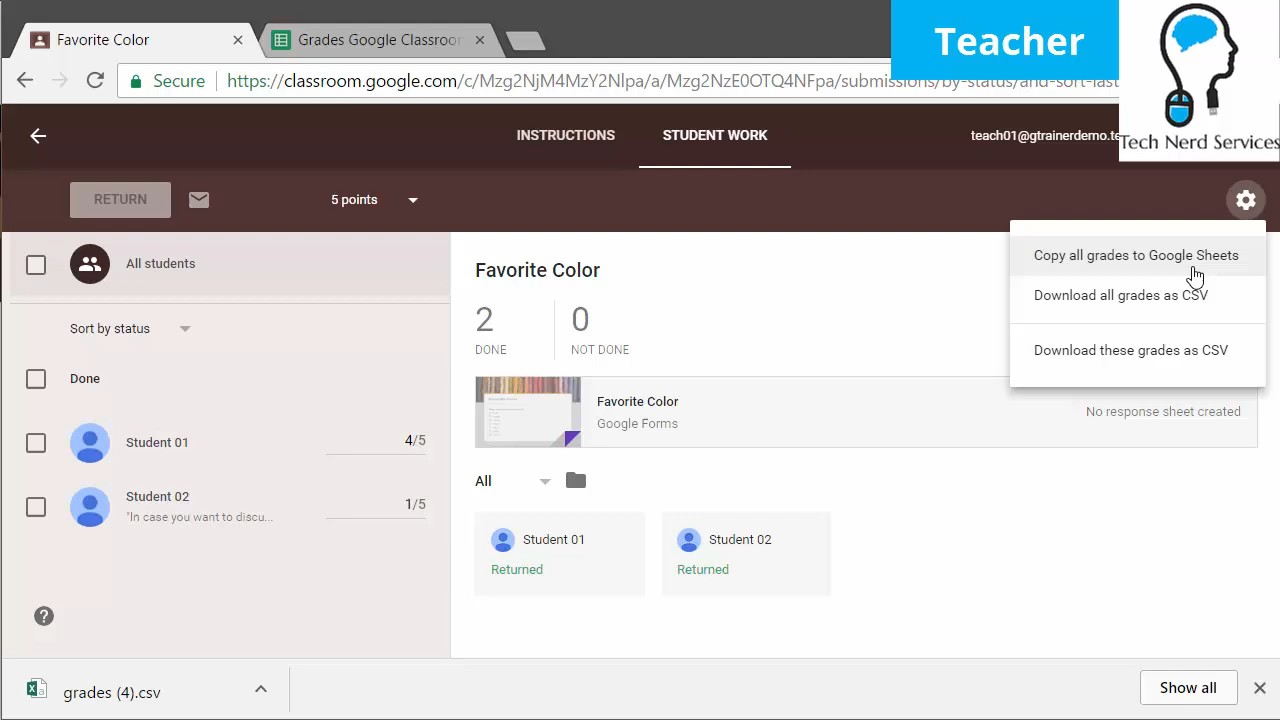 Favorite Color
Grades Google Classroor
Teacher
Secure
https://classroom.google.com/c/Mzg2NjM4MzY2Nlpa/a/Mzg2NzE0OTQ4NFpa/submissions/by-status/and-sort-last
Tech Nerd Services
INSTRUCTIONS
STUDENT WORK
teach01@gtrainerdemo.te
RETURN
5 points
Copy all grades to Google Sheets
Download all grades as CSV
Download these grades as CSV
All students
Sort by status
Done
Student 01
4/5
Student 02
"In case you want to discu...
1/5
Favorite Color
2
DONE
0
NOT DONE
Favorite Color
Google Forms
No response sheet created
All
Student 01
Returned
Student 02
Returned
?
grades (4).csv
Show all